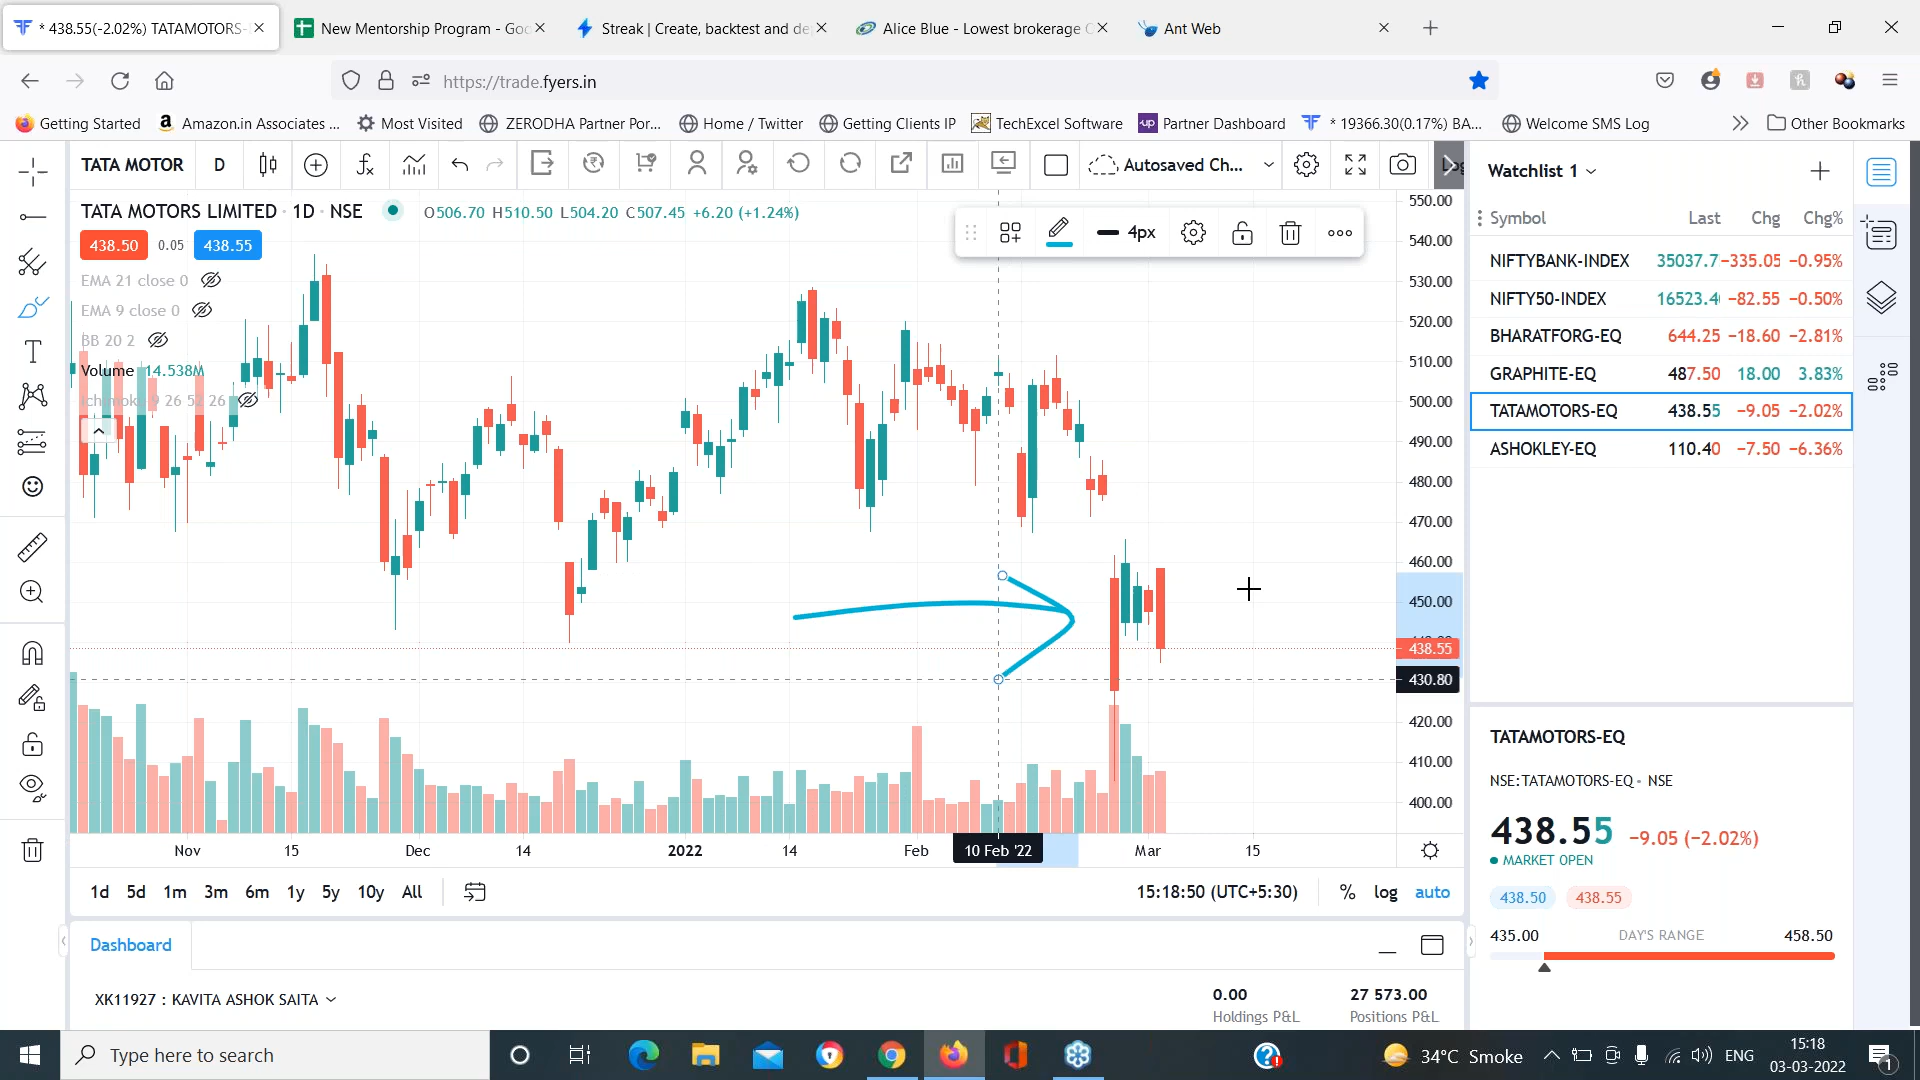 * 438.55(-2.02%) TATAMOTORS-
New Mentorship Program - Goo
Streak | Create, backtest and de
Alice Blue - Lowest brokerage
Ant Web
https://trade.fyers.in
Getting Started
Amazon.in Associates ...
Most Visited
ZERODHA Partner Por...
Home / Twitter
Getting Clients IP
TechExcel Software
up Partner Dashboard
* 19366.30(0.17%) BA...
Welcome SMS Log
Other Bookmarks
TATA MOTOR
D
Autosaved Ch...
TATA MOTORS LIMITED · 1D · NSE
O506.70 H510.50 L504.20 C507.45 +6.20 (+1.24%)
438.50 0.05 438.55
EMA 21 close 0
EMA 9 close 0
BB 20 2
Volume 14.538M
Ichimoku 9 26 52 26
4px
550.00
540.00
530.00
520.00
510.00
500.00
490.00
480.00
470.00
460.00
450.00
438.55
430.80
420.00
410.00
400.00
Nov 15 Dec 14 2022 14 Feb 10 Feb '22 Mar 15
1d 5d 1m 3m 6m 1y 5y 10y All
15:18:50 (UTC+5:30) % log auto
Dashboard
XK11927 : KAVITA ASHOK SAITA
0.00
Holdings P&L
27 573.00
Positions P&L
Watchlist 1
Symbol Last Chg Chg%
NIFTYBANK-INDEX 35037.7 −335.05 −0.95%
NIFTY50-INDEX 16523.4 −82.55 −0.50%
BHARATFORG-EQ 644.25 −18.60 −2.81%
GRAPHITE-EQ 487.50 18.00 3.83%
TATAMOTORS-EQ 438.55 −9.05 −2.02%
ASHOKLEY-EQ 110.40 −7.50 −6.36%
TATAMOTORS-EQ
NSE:TATAMOTORS-EQ · NSE
438.55 −9.05 (−2.02%)
MARKET OPEN
438.50 438.55
435.00 DAY'S RANGE 458.50
Type here to search
34°C Smoke
ENG
15:18
03-03-2022
1